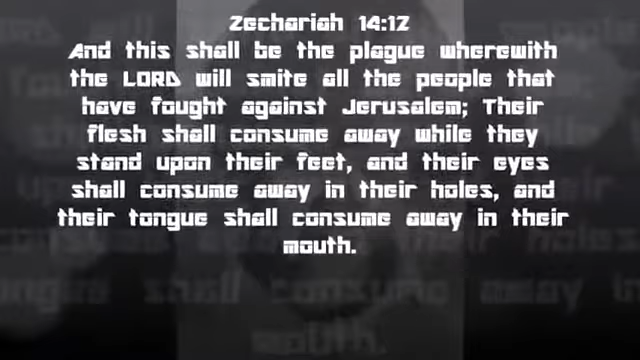 Zechariah 14:12
And this shall be the plague wherewith
the LORD will smite all the people that
have fought against Jerusalem; Their
flesh shall consume away while they
stand upon their feet, and their eyes
shall consume away in their holes, and
their tongue shall consume away in their
mouth.